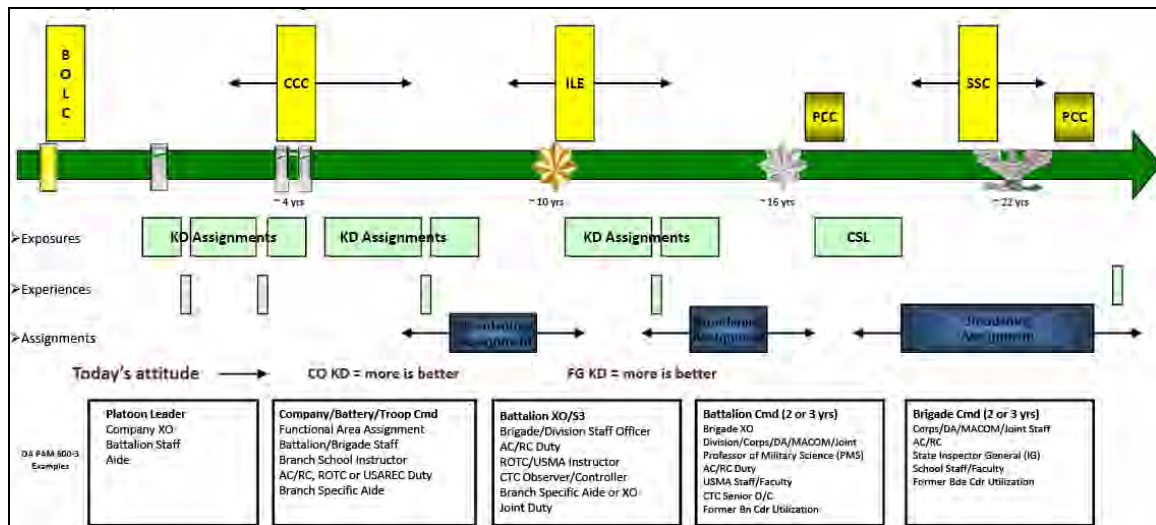 BOLC
CCC
ILE
PCC
SSC
PCC
~ 4 yrs
~ 10 yrs
~ 16 yrs
~ 22 yrs
➢Exposures
KD Assignments
KD Assignments
KD Assignments
CSL
➢Experiences
➢Assignments
Broadening Assignment
Broadening Assignment
Broadening Assignment
Today's attitude
CO KD = more is better
FG KD = more is better
DA PAM 600-3
Examples
Platoon Leader
Company XO
Battalion Staff
Aide
Company/Battery/Troop Cmd
Functional Area Assignment
Battalion/Brigade Staff
Branch School Instructor
AC/RC, ROTC or USAREC Duty
Branch Specific Aide
Battalion XO/S3
Brigade/Division Staff Officer
AC/RC Duty
ROTC/USMA Instructor
CTC Observer/Controller
Branch Specific Aide or XO
Joint Duty
Battalion Cmd (2 or 3 yrs)
Brigade XO
Division/Corps/DA/MACOM/Joint
Professor of Military Science (PMS)
AC/RC Duty
USMA Staff/Faculty
CTC Senior O/C
Former Bn Cdr Utilization
Brigade Cmd (2 or 3 yrs)
Corps/DA/MACOM/Joint Staff
AC/RC
State Inspector General (IG)
School Staff/Faculty
Former Bde Cdr Utilization